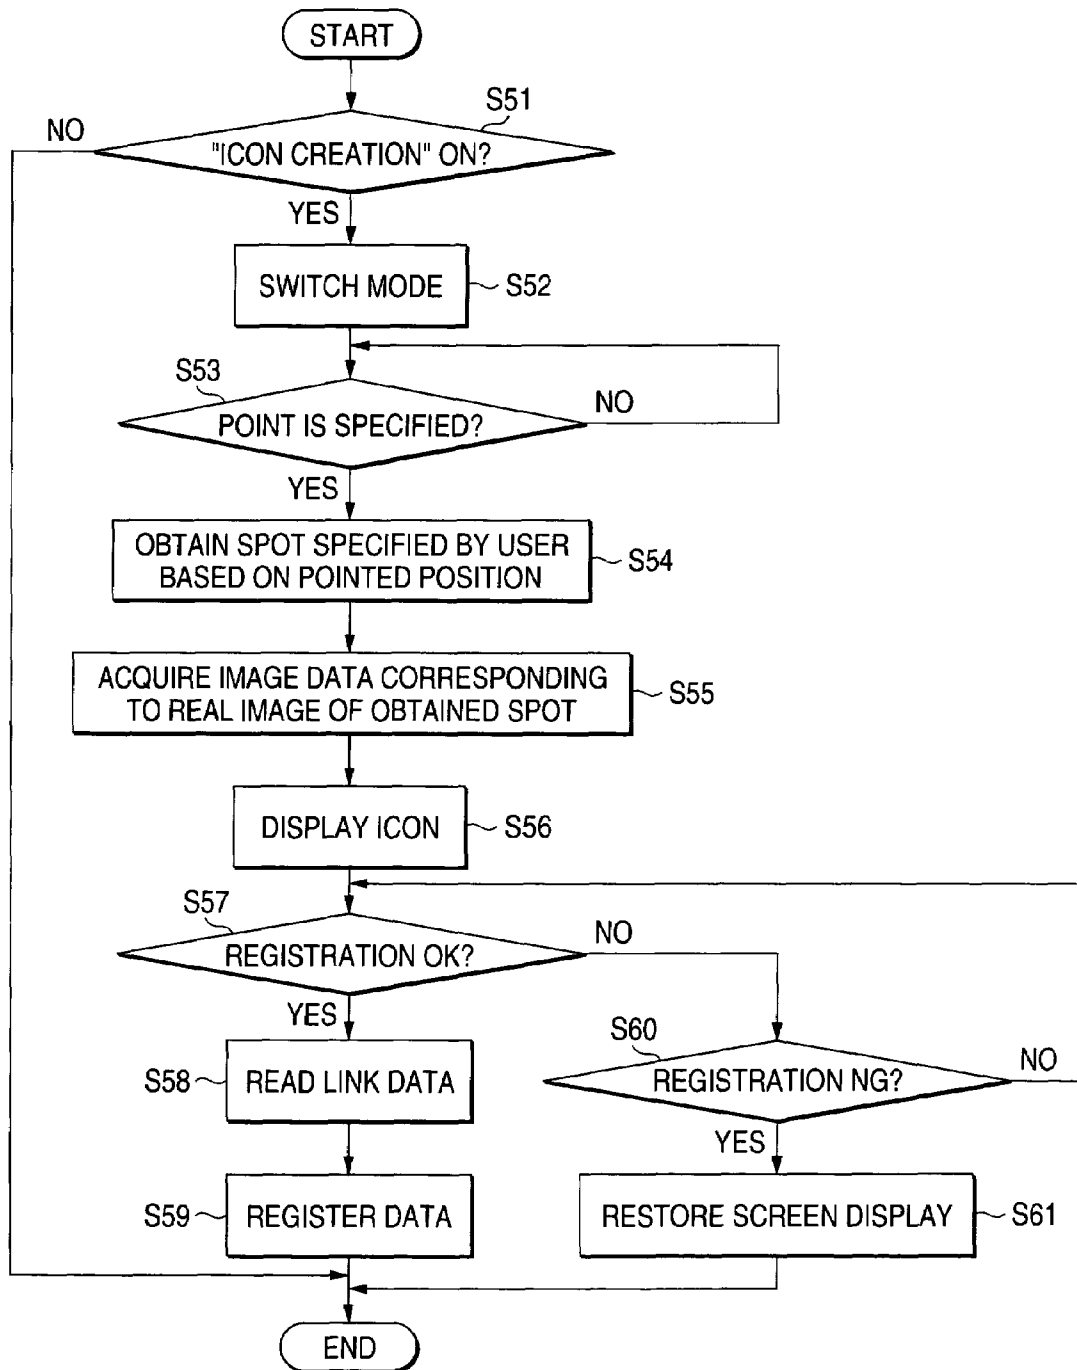 START
S51
NO
"ICON CREATION" ON?
YES
SWITCH MODE
S52
S53
NO
POINT IS SPECIFIED?
YES
OBTAIN SPOT SPECIFIED BY USER
BASED ON POINTED POSITION
S54
ACQUIRE IMAGE DATA CORRESPONDING
TO REAL IMAGE OF OBTAINED SPOT
S55
DISPLAY ICON
S56
S57
NO
REGISTRATION OK?
YES
S60
NO
S58
READ LINK DATA
REGISTRATION NG?
YES
S59
REGISTER DATA
RESTORE SCREEN DISPLAY
S61
END